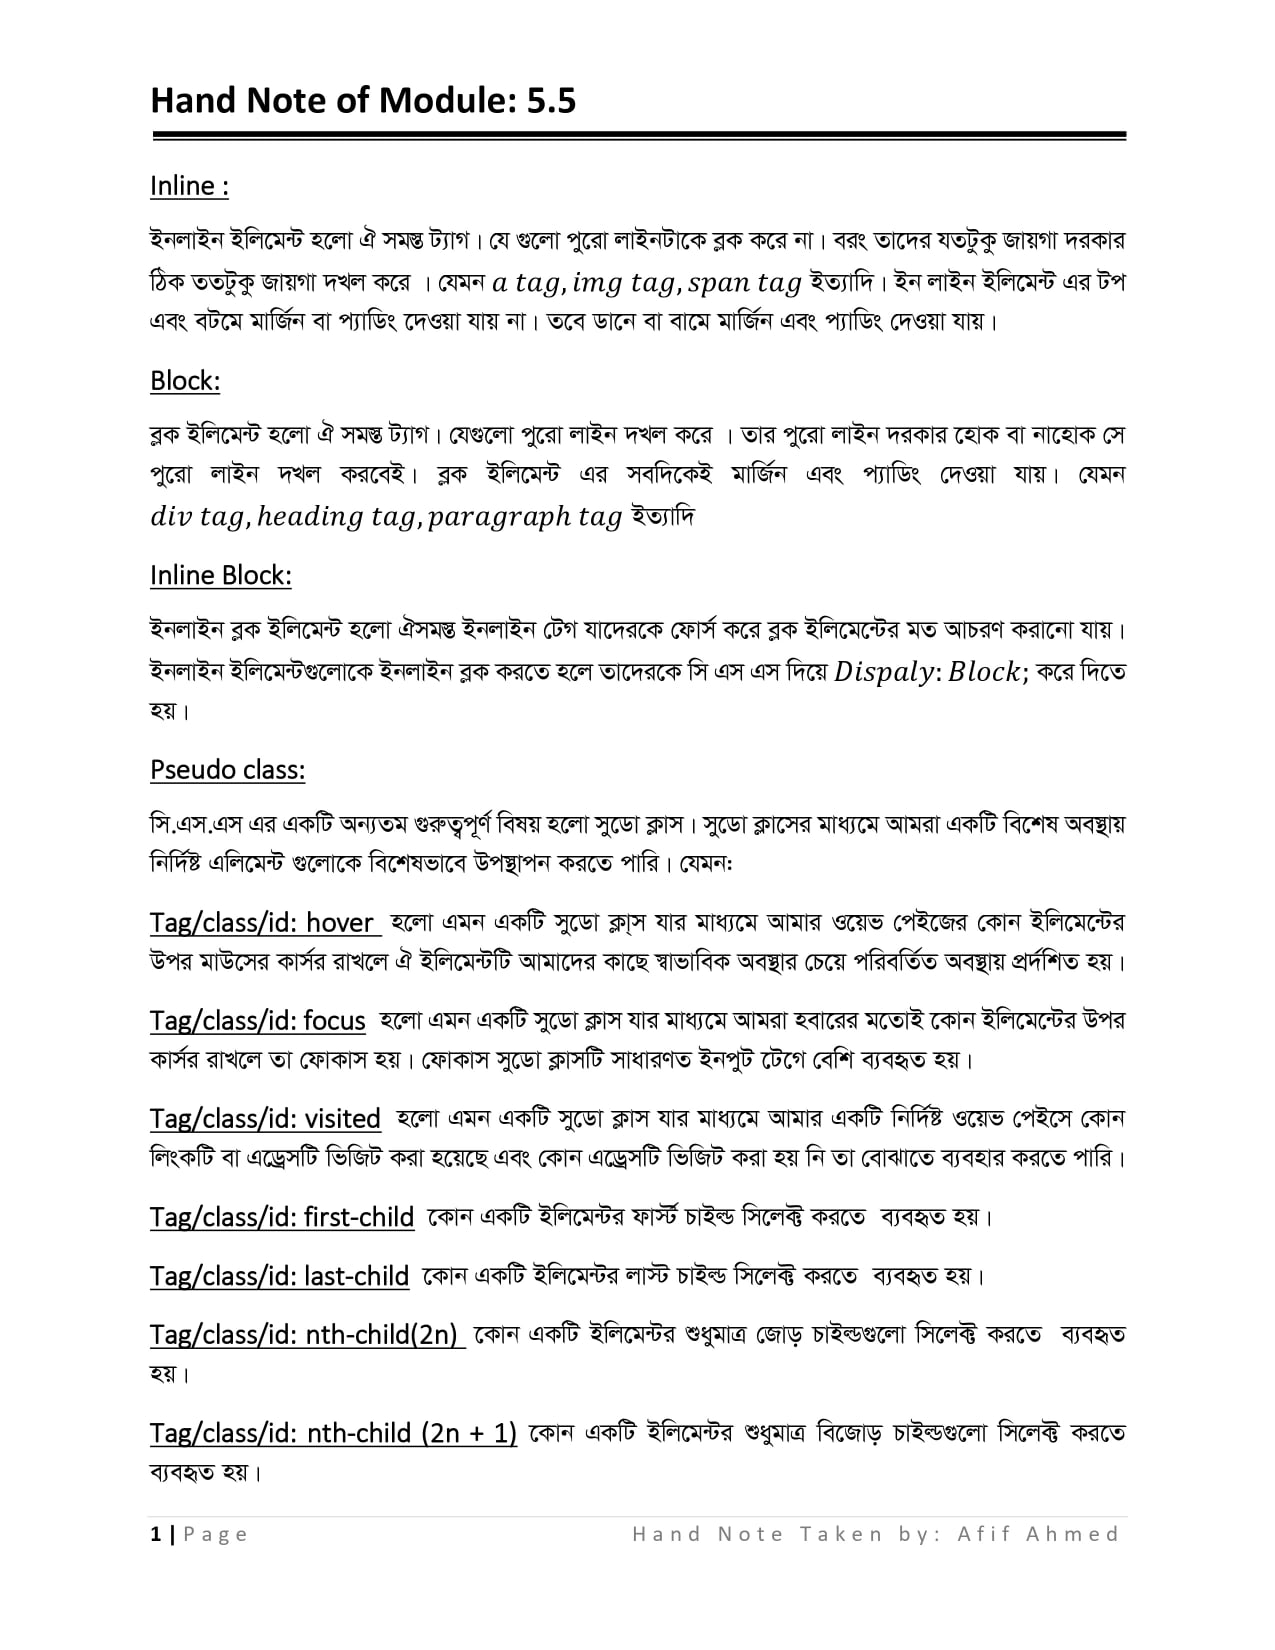 Hand Note of Module: 5.5
Inline :
ইনলাইন ইলিমেন্ট হলো ঐ সমস্ত ট্যাগ। যে গুলো পুরো লাইনটাকে ব্লক করে না। বরং তাদের যতটুকু জায়গা দরকার
ঠিক ততটুকু জায়গা দখল করে । যেমন a tag, img tag, span tag ইত্যাদি। ইন লাইন ইলিমেন্ট এর টপ
এবং বটমে মার্জিন বা প্যাডিং দেওয়া যায় না। তবে ডানে বা বামে মার্জিন এবং প্যাডিং দেওয়া যায়।
Block:
ব্লক ইলিমেন্ট হলো ঐ সমস্ত ট্যাগ। যেগুলো পুরো লাইন দখল করে । তার পুরো লাইন দরকার হোক বা নাহোক সে
পুরো লাইন দখল করবেই। ব্লক ইলিমেন্ট এর সবদিকেই মার্জিন এবং প্যাডিং দেওয়া যায়। যেমন
div tag, heading tag, paragraph tag ইত্যাদি
Inline Block:
ইনলাইন ব্লক ইলিমেন্ট হলো ঐসমস্ত ইনলাইন টেগ যাদেরকে ফোর্স করে ব্লক ইলিমেন্টের মত আচরণ করানো যায়।
ইনলাইন ইলিমেন্টগুলোকে ইনলাইন ব্লক করতে হলে তাদেরকে সি এস এস দিয়ে Dispaly: Block; করে দিতে
হয়।
Pseudo class:
সি.এস.এস এর একটি অন্যতম গুরুত্বপূর্ণ বিষয় হলো সুডো ক্লাস। সুডো ক্লাসের মাধ্যমে আমরা একটি বিশেষ অবস্থায়
নির্দিষ্ট এলিমেন্ট গুলোকে বিশেষভাবে উপস্থাপন করতে পারি। যেমনঃ
Tag/class/id: hover হলো এমন একটি সুডো ক্লা্স যার মাধ্যমে আমার ওয়েভ পেইজের কোন ইলিমেন্টের
উপর মাউসের কার্সর রাখলে ঐ ইলিমেন্টটি আমাদের কাছে স্বাভাবিক অবস্থার চেয়ে পরিবর্তিত অবস্থায় প্রর্দশিত হয়।
Tag/class/id: focus হলো এমন একটি সুডো ক্লাস যার মাধ্যমে আমরা হবারের মতোই কোন ইলিমেন্টের উপর
কার্সর রাখলে তা ফোকাস হয়। ফোকাস সুডো ক্লাসটি সাধারণত ইনপুট টেগে বেশি ব্যবহৃত হয়।
Tag/class/id: visited হলো এমন একটি সুডো ক্লাস যার মাধ্যমে আমার একটি নির্দিষ্ট ওয়েভ পেইসে কোন
লিংকটি বা এড্রেসটি ভিজিট করা হয়েছে এবং কোন এড্রেসটি ভিজিট করা হয় নি তা বোঝাতে ব্যবহার করতে পারি।
Tag/class/id: first-child কোন একটি ইলিমেন্টর ফার্স্ট চাইল্ড সিলেক্ট করতে ব্যবহৃত হয়।
Tag/class/id: last-child কোন একটি ইলিমেন্টর লাস্ট চাইল্ড সিলেক্ট করতে ব্যবহৃত হয়।
Tag/class/id: nth-child(2n) কোন একটি ইলিমেন্টর শুধুমাত্র জোড় চাইল্ডগুলো সিলেক্ট করতে ব্যবহৃত
হয়।
Tag/class/id: nth-child (2n + 1) কোন একটি ইলিমেন্টর শুধুমাত্র বিজোড় চাইল্ডগুলো সিলেক্ট করতে
ব্যবহৃত হয়।
1 | Page Hand Note Taken by: Afif Ahmed